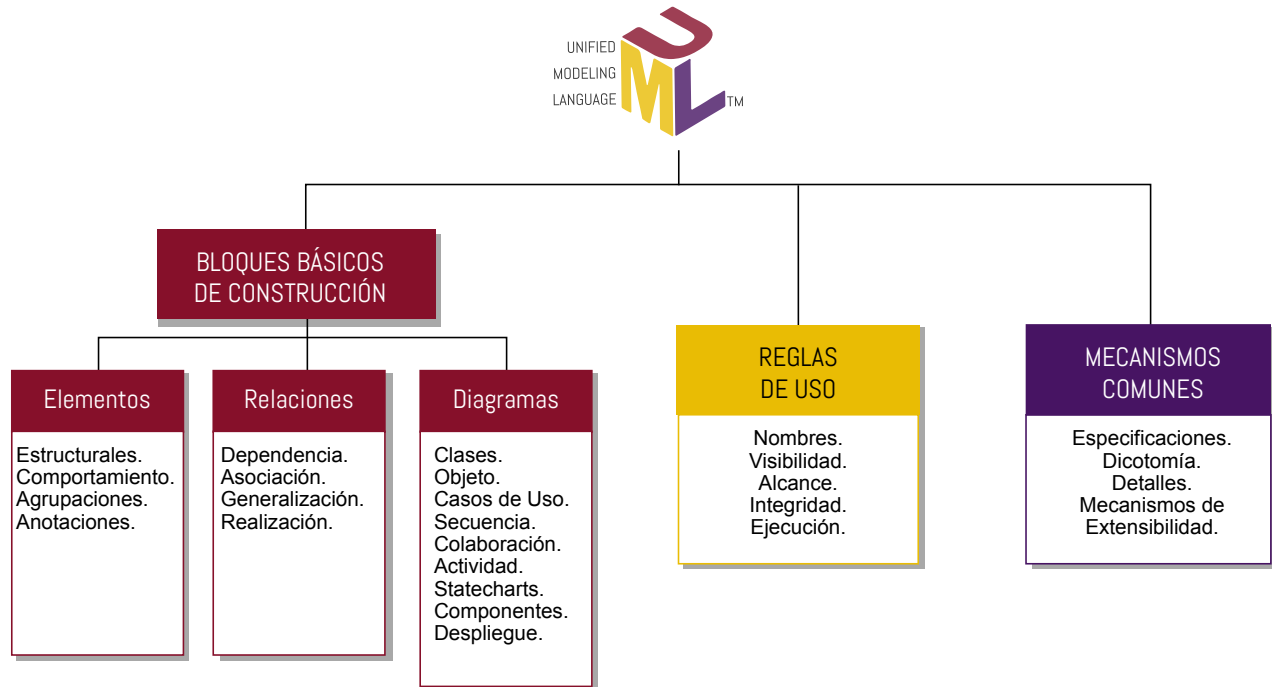 UNIFIED
MODELING
LANGUAGE
UML
TM
BLOQUES BÁSICOS
DE CONSTRUCCIÓN
Elementos
Estructurales.
Comportamiento.
Agrupaciones.
Anotaciones.
Relaciones
Dependencia.
Asociación.
Generalización.
Realización.
Diagramas
Clases.
Objeto.
Casos de Uso.
Secuencia.
Colaboración.
Actividad.
Statecharts.
Componentes.
Despliegue.
REGLAS
DE USO
Nombres.
Visibilidad.
Alcance.
Integridad.
Ejecución.
MECANISMOS
COMUNES
Especificaciones.
Dicotomía.
Detalles.
Mecanismos de
Extensibilidad.